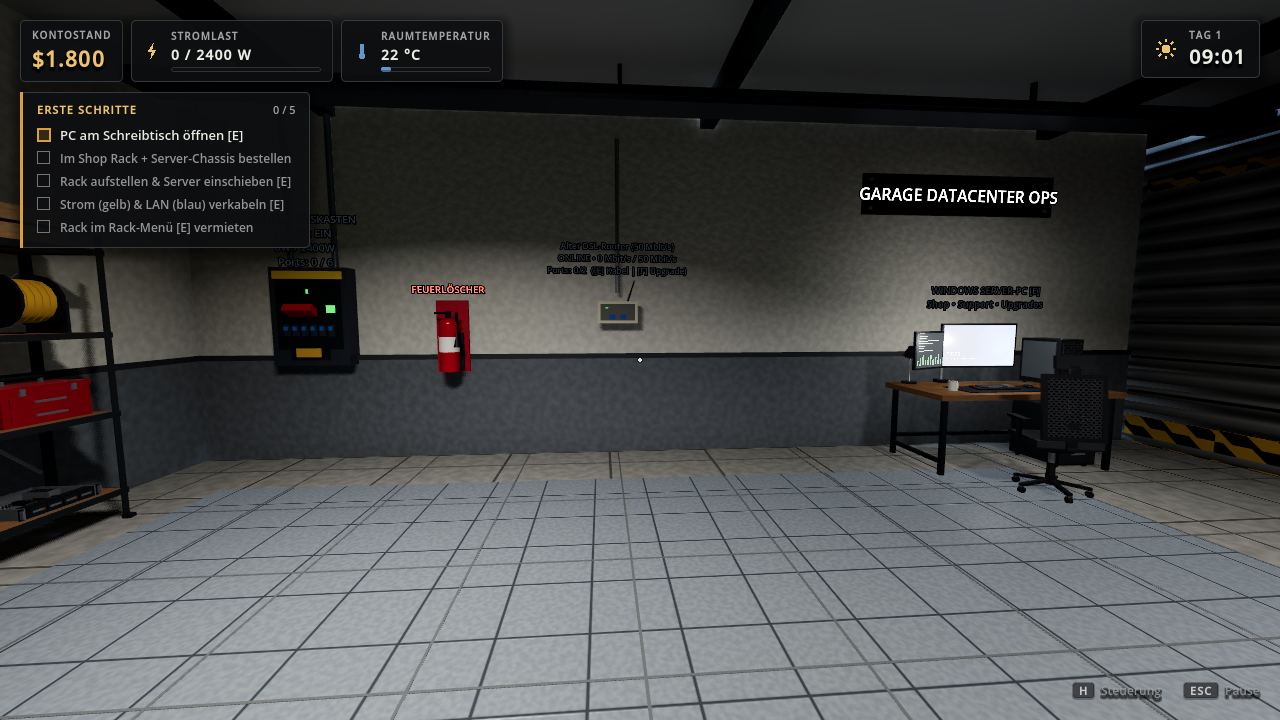 KONTOSTAND
$1.800
STROMLAST
0 / 2400 W
RAUMTEMPERATUR
22 °C
TAG 1
09:01
ERSTE SCHRITTE 0 / 5
PC am Schreibtisch öffnen [E]
Im Shop Rack + Server-Chassis bestellen
Rack aufstellen & Server einschieben [E]
Strom (gelb) & LAN (blau) verkabeln [E]
Rack im Rack-Menü [E] vermieten
SKASTEN
EIN
Ports: 0 / 6
FEUERLÖSCHER
Alter DSL-Router (50 Mbit/s)
ONLINE • 0 Mbit/s / 50 Mbit/s
Ports: 0/2 ([E] Kabel | [F] Upgrade)
GARAGE DATACENTER OPS
WINDOWS SERVER-PC [E]
Shop • Support • Upgrades
H Steuerung
ESC Pause